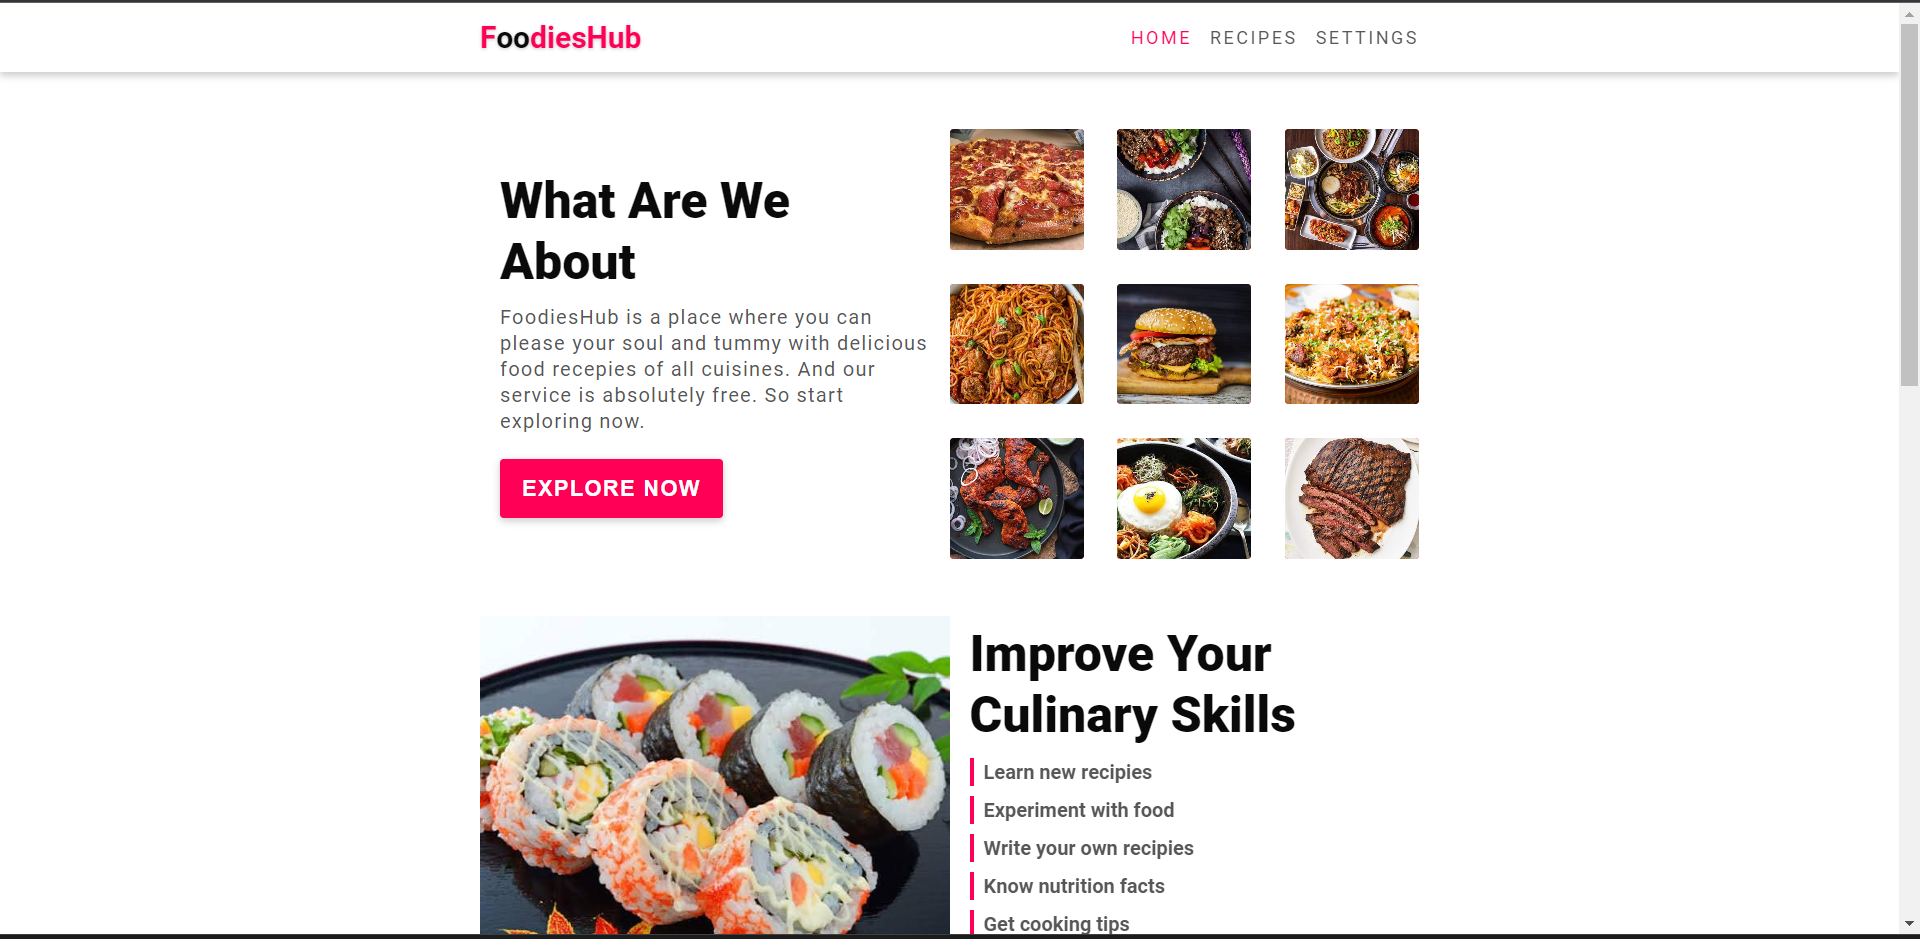 FoodiesHub
HOME RECIPES SETTINGS
What Are We
About
FoodiesHub is a place where you can
please your soul and tummy with delicious
food recepies of all cuisines. And our
service is absolutely free. So start
exploring now.
EXPLORE NOW
Improve Your
Culinary Skills
Learn new recipies
Experiment with food
Write your own recipies
Know nutrition facts
Get cooking tips